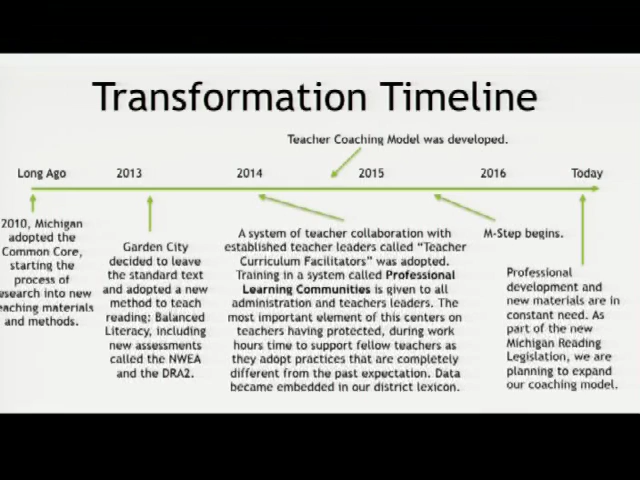 Transformation Timeline
Teacher Coaching Model was developed.
Long Ago 2013 2014 2015 2016 Today
2010, Michigan
adopted the
Common Core,
starting the
process of
esearch into new
eaching materials
and methods.
Garden City
decided to leave
the standard text
and adopted a new
method to teach
reading: Balanced
Literacy, including
new assessments
called the NWEA
and the DRA2.
A system of teacher collaboration with
established teacher leaders called "Teacher
Curriculum Facilitators" was adopted.
Training in a system called Professional
Learning Communities is given to all
administration and teachers leaders. The
most important element of this centers on
teachers having protected, during work
hours time to support fellow teachers as
they adopt practices that are completely
different from the past expectation. Data
became embedded in our district lexicon.
M-Step begins.
Professional
development and
new materials are in
constant need. As
part of the new
Michigan Reading
Legislation, we are
planning to expand
our coaching model.